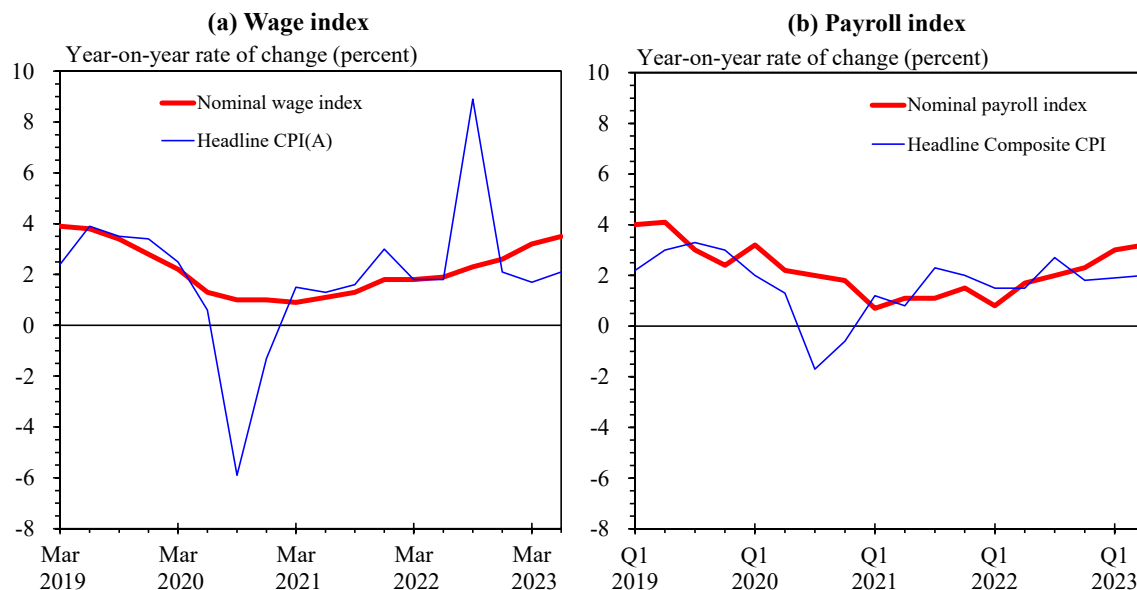 (a) Wage index
Year-on-year rate of change (percent)
10
8
6
4
2
0
-2
-4
-6
-8
Nominal wage index
Headline CPI(A)
Mar 2019
Mar 2020
Mar 2021
Mar 2022
Mar 2023
(b) Payroll index
Year-on-year rate of change (percent)
10
8
6
4
2
0
-2
-4
-6
-8
Nominal payroll index
Headline Composite CPI
Q1 2019
Q1 2020
Q1 2021
Q1 2022
Q1 2023